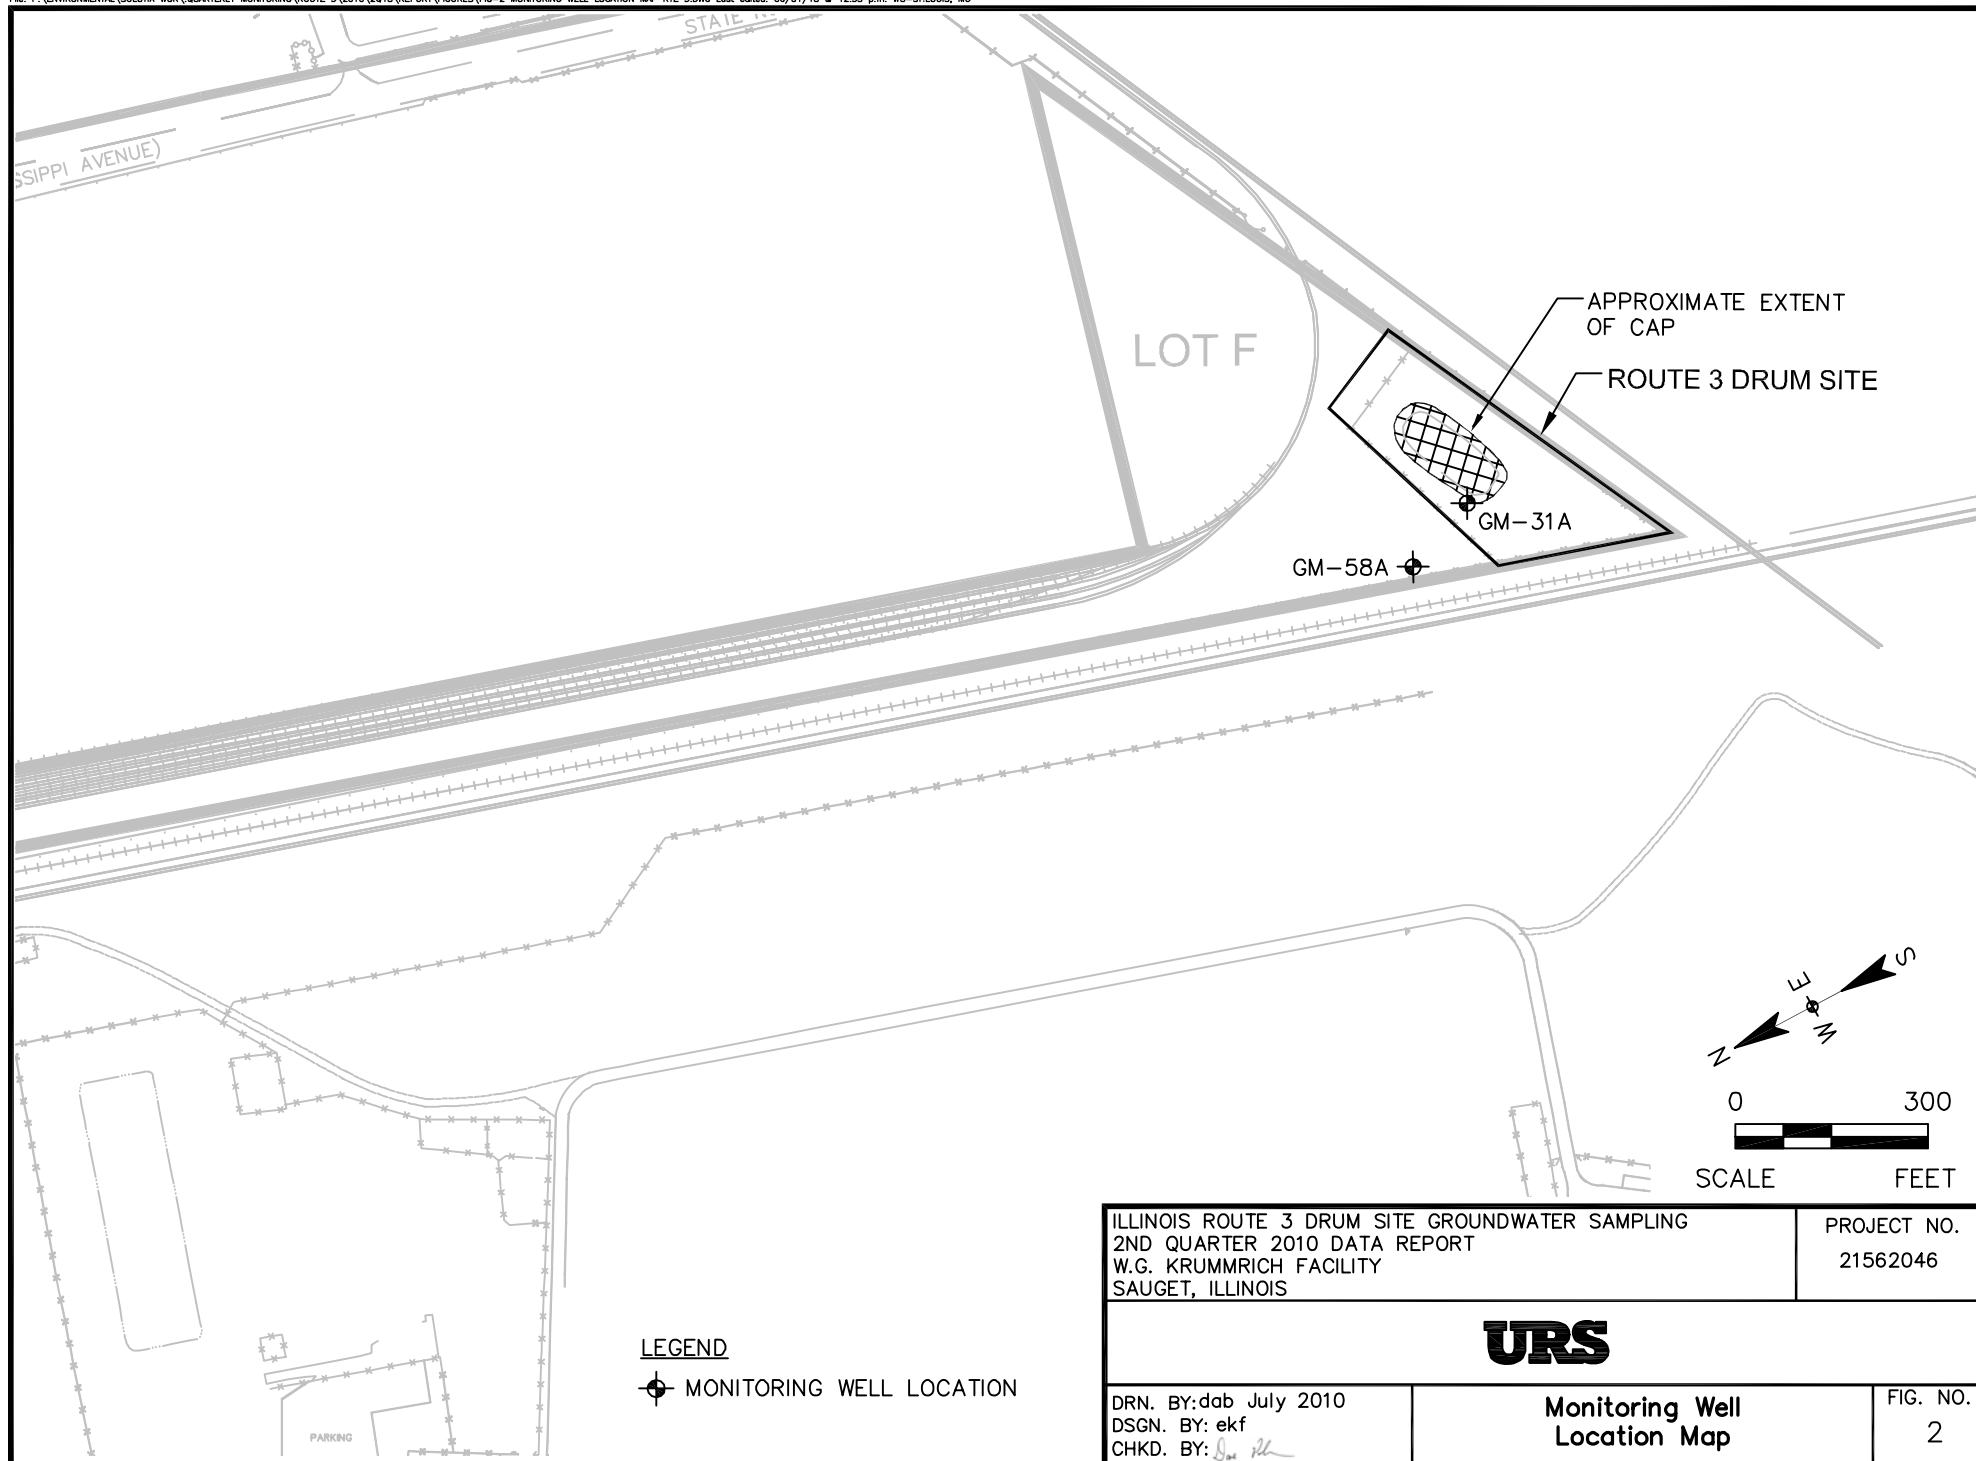 STATE
SSIPPI AVENUE)
LOT F
APPROXIMATE EXTENT
OF CAP
ROUTE 3 DRUM SITE
GM-31A
GM-58A
S
E
W
N
0 300
SCALE FEET
ILLINOIS ROUTE 3 DRUM SITE GROUNDWATER SAMPLING
2ND QUARTER 2010 DATA REPORT
W.G. KRUMMRICH FACILITY
SAUGET, ILLINOIS
PROJECT NO.
21562046
URS
LEGEND
MONITORING WELL LOCATION
PARKING
DRN. BY: dab July 2010
DSGN. BY: ekf
CHKD. BY:
Monitoring Well
Location Map
FIG. NO.
2